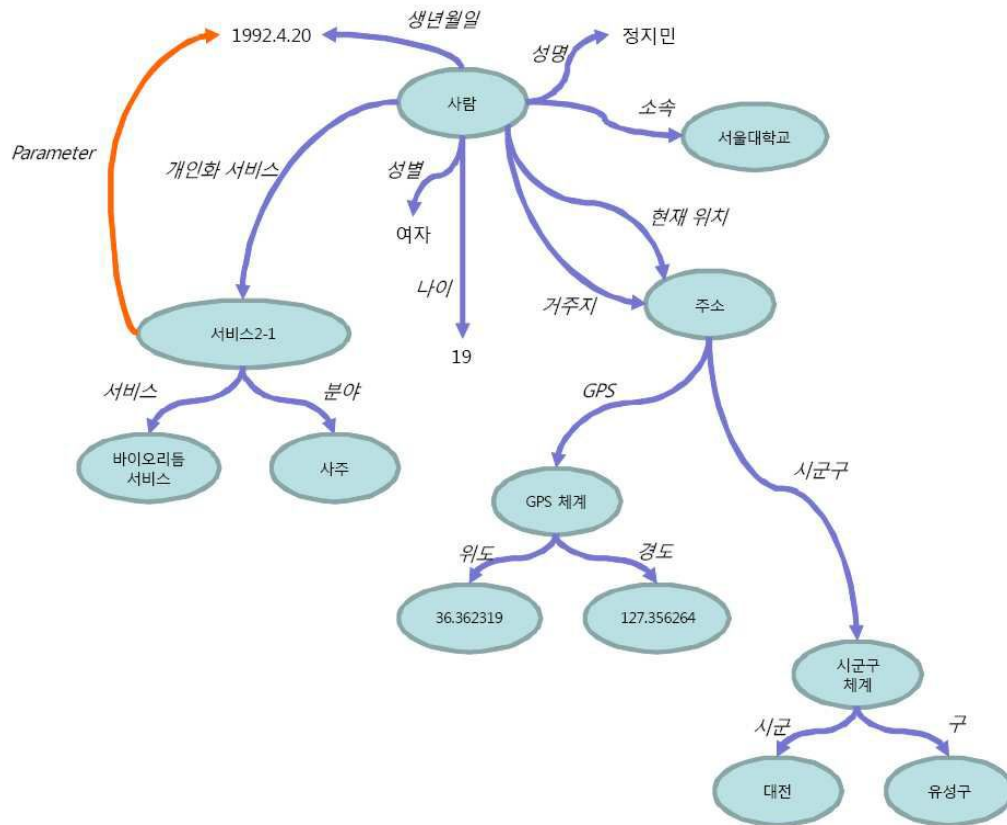 생년월일
1992.4.20
정지민
성명
사람
소속
서울대학교
Parameter
개인화 서비스
성별
현재 위치
여자
나이
거주지
주소
서비스2-1
19
서비스
분야
GPS
바이오리듬
서비스
사주
시군구
GPS 체계
위도
경도
36.362319
127.356264
시군구
체계
시군
구
대전
유성구